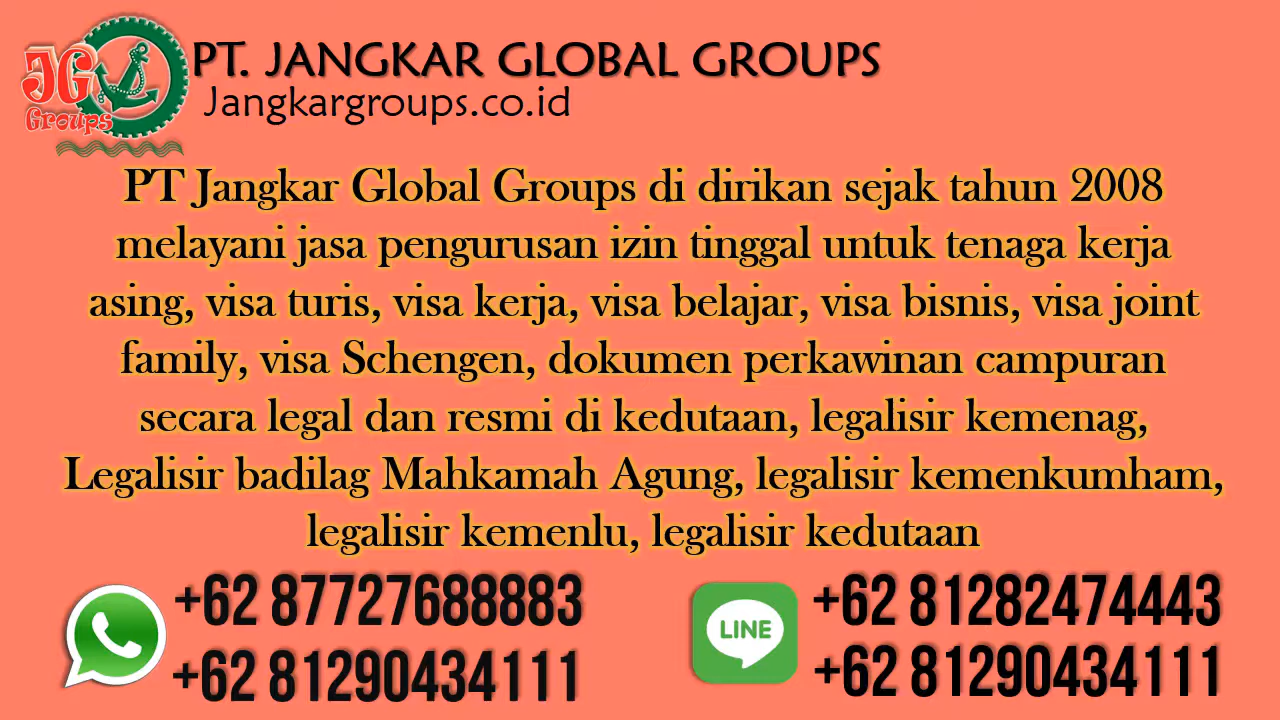 JG
Groups
PT. JANGKAR GLOBAL GROUPS
Jangkargroups.co.id
PT Jangkar Global Groups di dirikan sejak tahun 2008
melayani jasa pengurusan izin tinggal untuk tenaga kerja
asing, visa turis, visa kerja, visa belajar, visa bisnis, visa joint
family, visa Schengen, dokumen perkawinan campuran
secara legal dan resmi di kedutaan, legalisir kemenag,
Legalisir badilag Mahkamah Agung, legalisir kemenkumham,
legalisir kemenlu, legalisir kedutaan
+62 87727688883
+62 81290434111
LINE
+62 81282474443
+62 81290434111